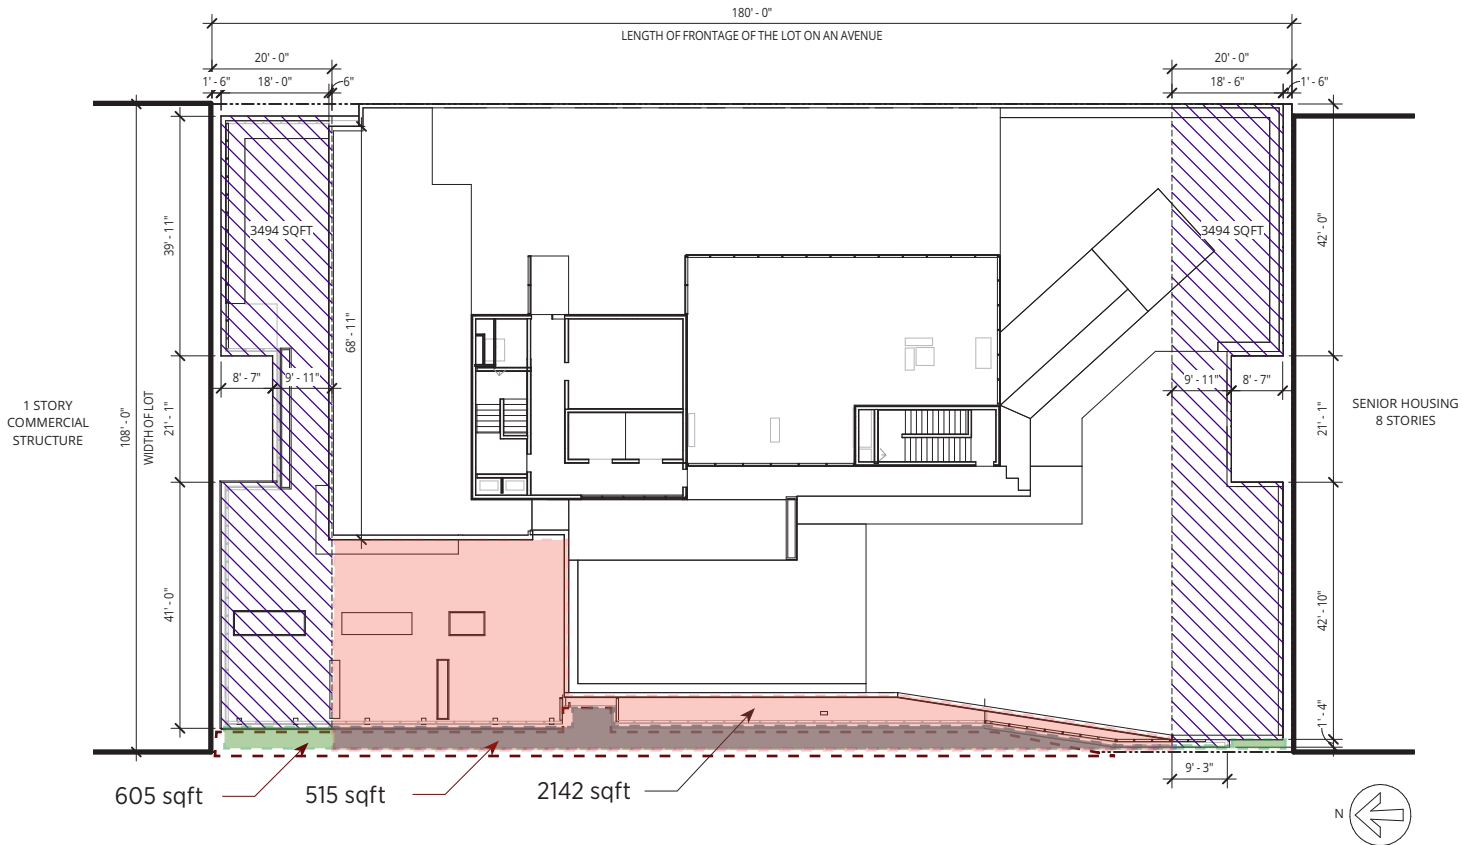 180' - 0"
LENGTH OF FRONTAGE OF THE LOT ON AN AVENUE
20' - 0"
20' - 0"
1' - 6"
18' - 0"
6"
18' - 6"
1' - 6"
39' - 11"
3494 SQFT
3494 SQFT
42' - 0"
68' - 11"
8' - 7"
9' - 11"
9' - 11"
8' - 7"
1 STORY
COMMERCIAL
STRUCTURE
108' - 0"
WIDTH OF LOT
21' - 1"
21' - 1"
SENIOR HOUSING
8 STORIES
41' - 0"
42' - 10"
1' - 4"
9' - 3"
605 sqft
515 sqft
2142 sqft
N